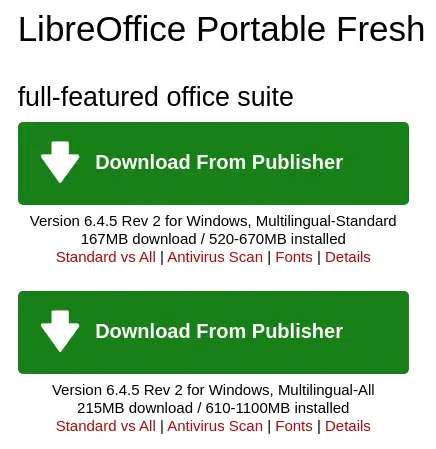 LibreOffice Portable Fresh
full-featured office suite
Download From Publisher
Version 6.4.5 Rev 2 for Windows, Multilingual-Standard
167MB download / 520-670MB installed
Standard vs All | Antivirus Scan | Fonts | Details
Download From Publisher
Version 6.4.5 Rev 2 for Windows, Multilingual-All
215MB download / 610-1100MB installed
Standard vs All | Antivirus Scan | Fonts | Details